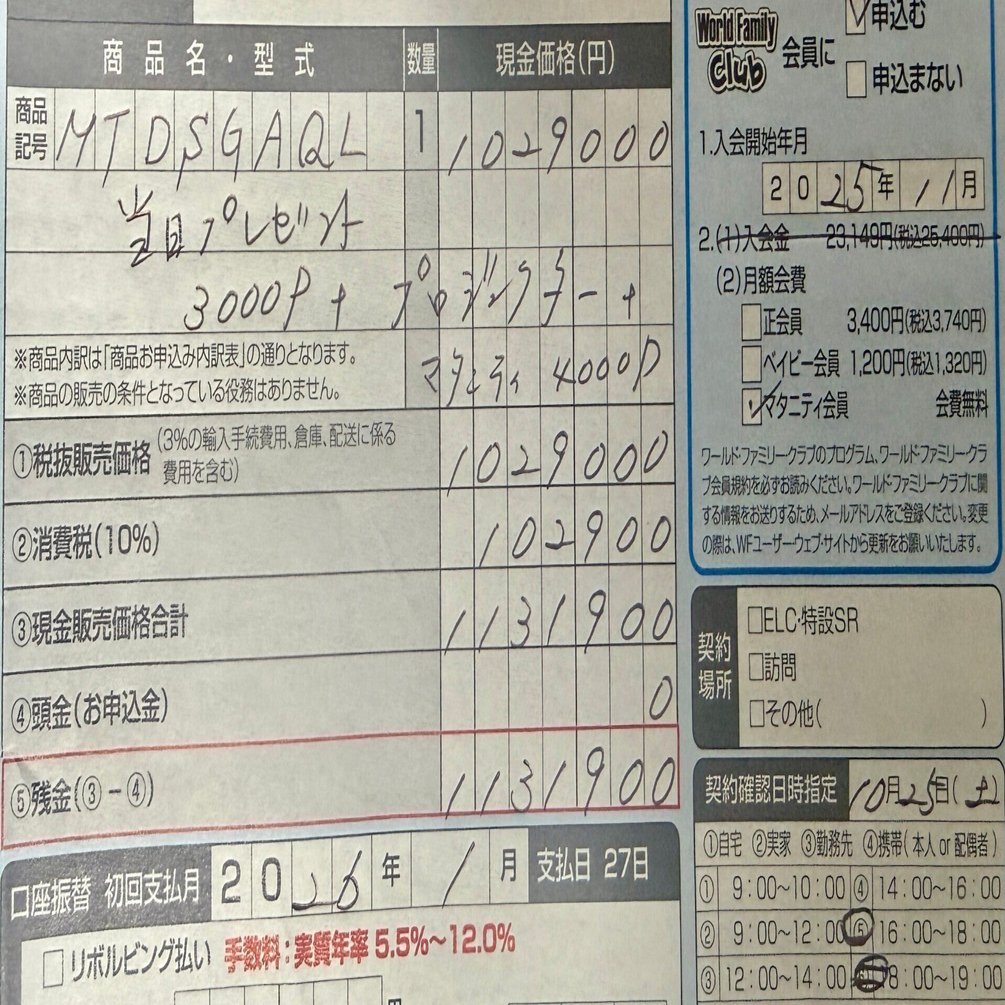 商品名・型式 数量 現金価格(円)
商品記号 MTDSGAQL 1 1029000
当日プレゼント
3000P + プロジェクター +
※商品内訳は「商品お申込み内訳表」の通りとなります。
※商品の販売の条件となっている役務はありません。
マタニティ 4000P
①税抜販売価格 (3%の輸入手続費用、倉庫、配送に係る費用を含む) 1029000
②消費税(10%) 102900
③現金販売価格合計 1131900
④頭金(お申込金) 0
⑤残金(③-④) 1131900
口座振替 初回支払月 2026年 1月 支払日 27日
リボルビング払い 手数料:実質年率 5.5%~12.0%
円
World Family Club 会員に
申込む
申込まない
1.入会開始年月
2025年 11月
2.(1)入会金 23,149円(税込25,400円)
(2)月額会費
正会員 3,400円(税込3,740円)
ベイビー会員 1,200円(税込1,320円)
マタニティ会員 会費無料
ワールド・ファミリークラブのプログラム、ワールド・ファミリークラ
ブ会員規約を必ずお読みください。ワールド・ファミリークラブに関
する情報をお送りするため、メールアドレスをご登録ください。変更
の際は、WFユーザーウェブ・サイトから更新をお願いいたします。
契約場所
ELC・特設SR
訪問
その他( )
契約確認日時指定 10月25日(土)
①自宅 ②実家 ③勤務先 ④携帯(本人 or 配偶者)
① 9:00~10:00 ④ 14:00~16:00
② 9:00~12:00 ⑤ 16:00~18:00
③ 12:00~14:00 18:00~19:00